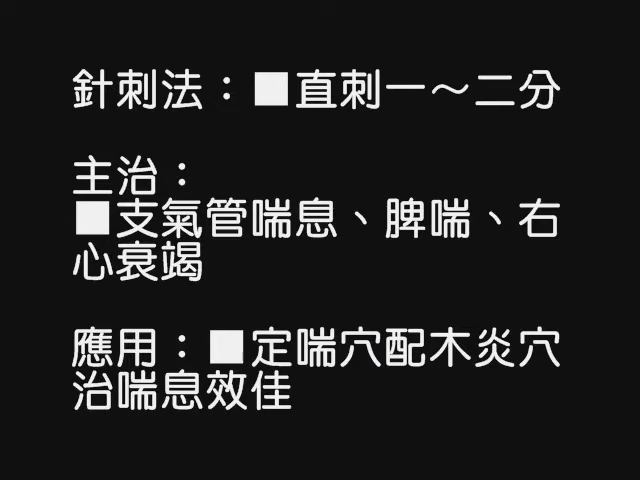 針刺法：■直刺一～二分
主治：
■支氣管喘息、脾喘、右
心衰竭
應用：■定喘穴配木炎穴
治喘息效佳